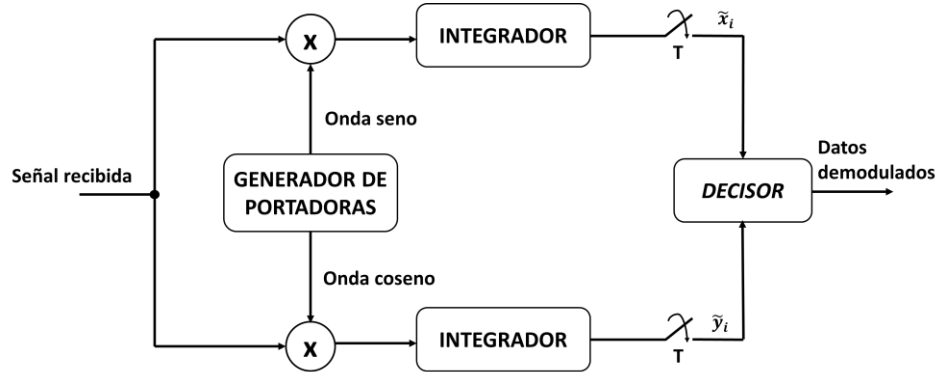 X
INTEGRADOR
T
x̃ᵢ
Onda seno
Señal recibida
GENERADOR DE
PORTADORAS
DECISOR
Datos
demodulados
Onda coseno
X
INTEGRADOR
T
ỹᵢ